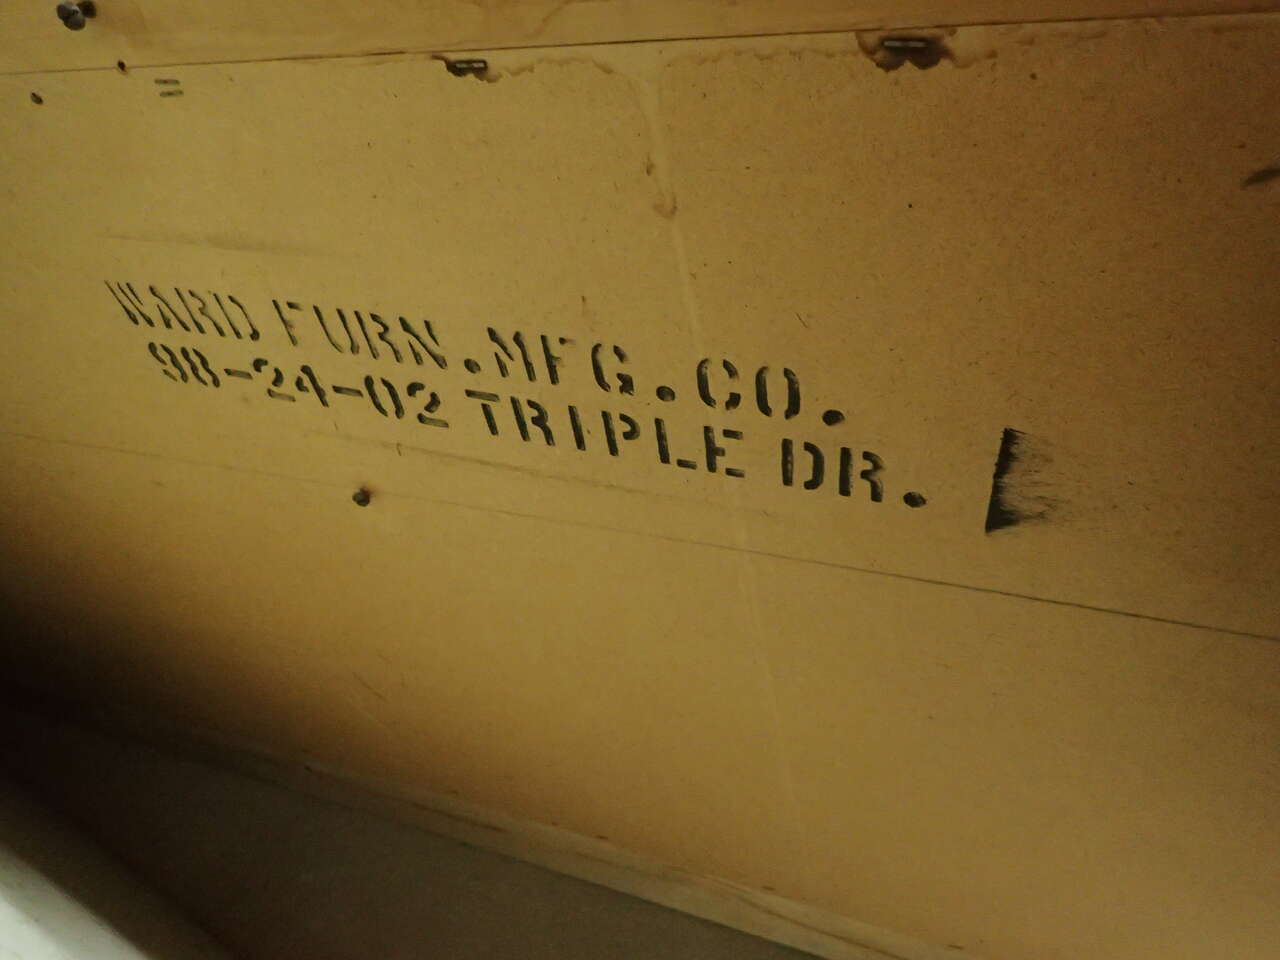 WARD FURN.MFG.CO.
98-24-02 TRIPLE DR.